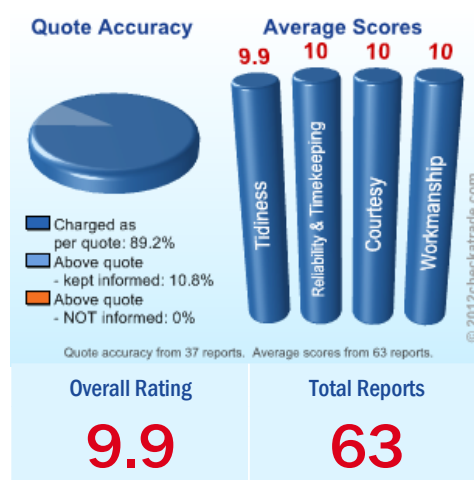 Quote Accuracy
Average Scores
9.9
10
10
10
Tidiness
Reliability & Timekeeping
Courtesy
Workmanship
Charged as
per quote: 89.2%
Above quote
- kept informed: 10.8%
Above quote
- NOT informed: 0%
© 2012checkatrade.com
Quote accuracy from 37 reports. Average scores from 63 reports.
Overall Rating
Total Reports
9.9
63